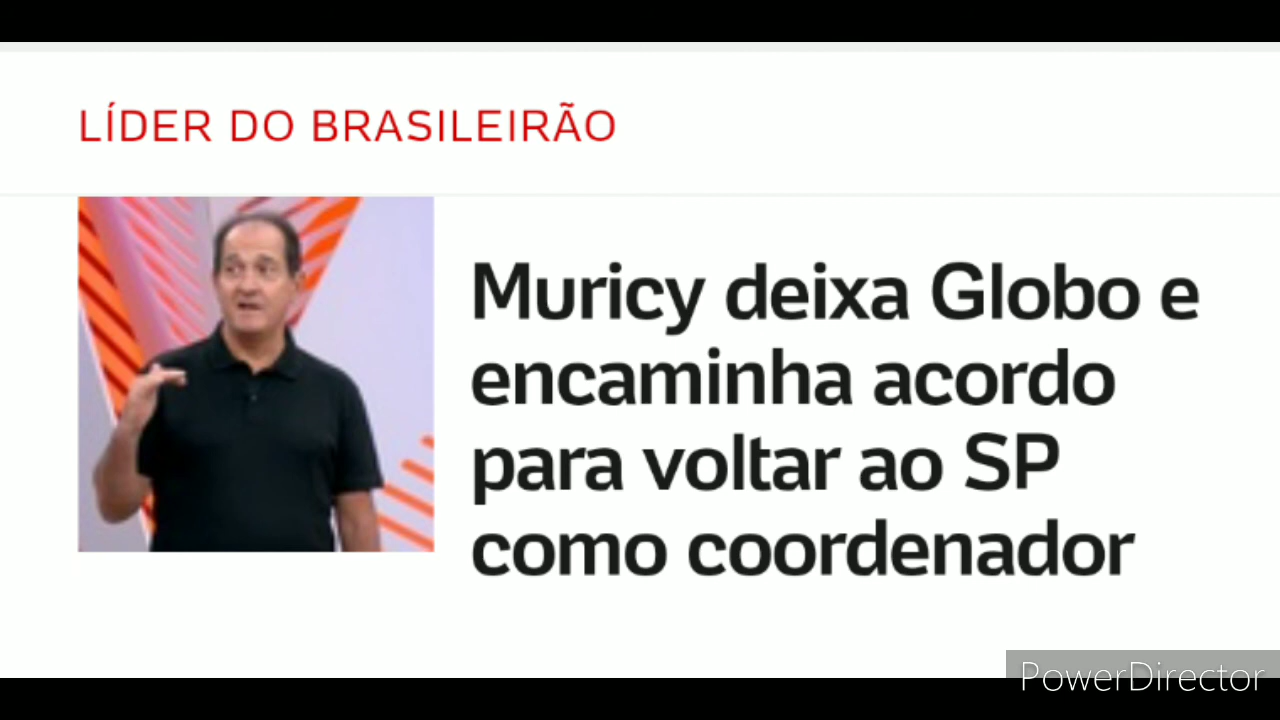 LÍDER DO BRASILEIRÃO
Muricy deixa Globo e
encaminha acordo
para voltar ao SP
como coordenador
PowerDirector